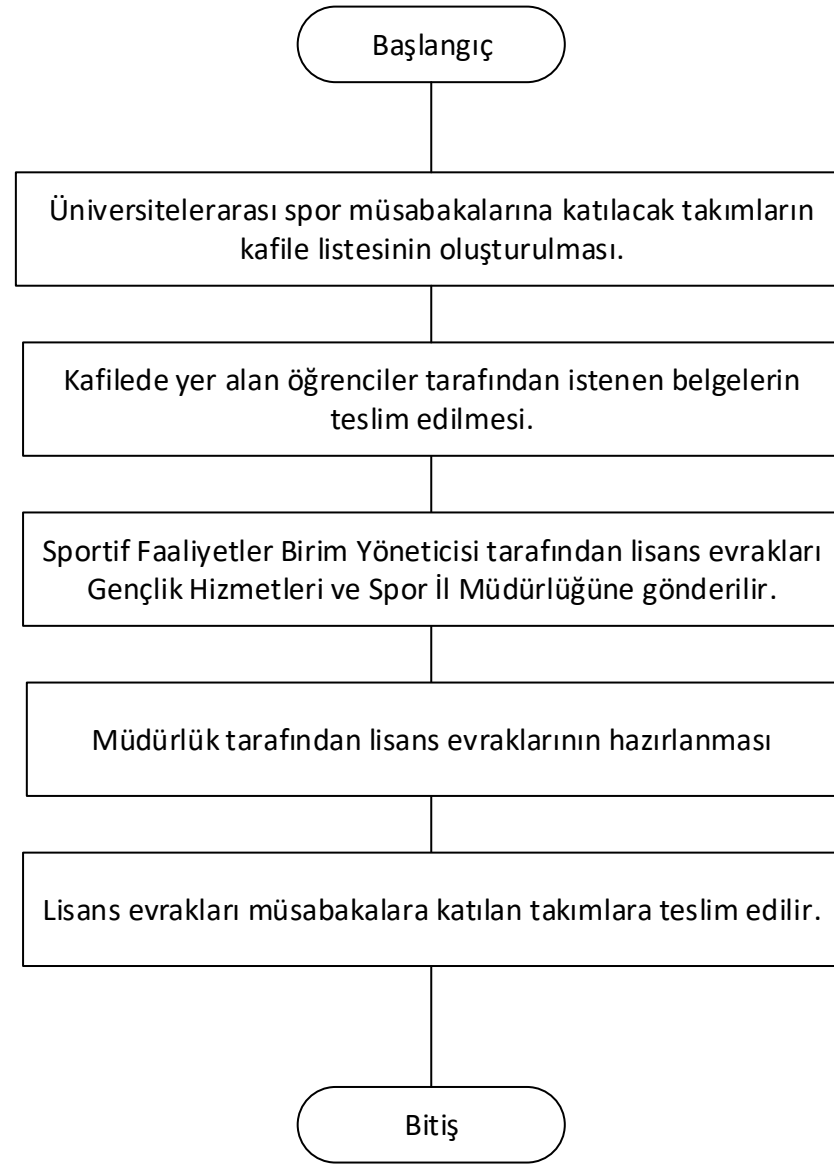 Başlangıç
Üniversitelerarası spor müsabakalarına katılacak takımların
kafile listesinin oluşturulması.
Kafilede yer alan öğrenciler tarafından istenen belgelerin
teslim edilmesi.
Sportif Faaliyetler Birim Yöneticisi tarafından lisans evrakları
Gençlik Hizmetleri ve Spor İl Müdürlüğüne gönderilir.
Müdürlük tarafından lisans evraklarının hazırlanması
Lisans evrakları müsabakalara katılan takımlara teslim edilir.
Bitiş